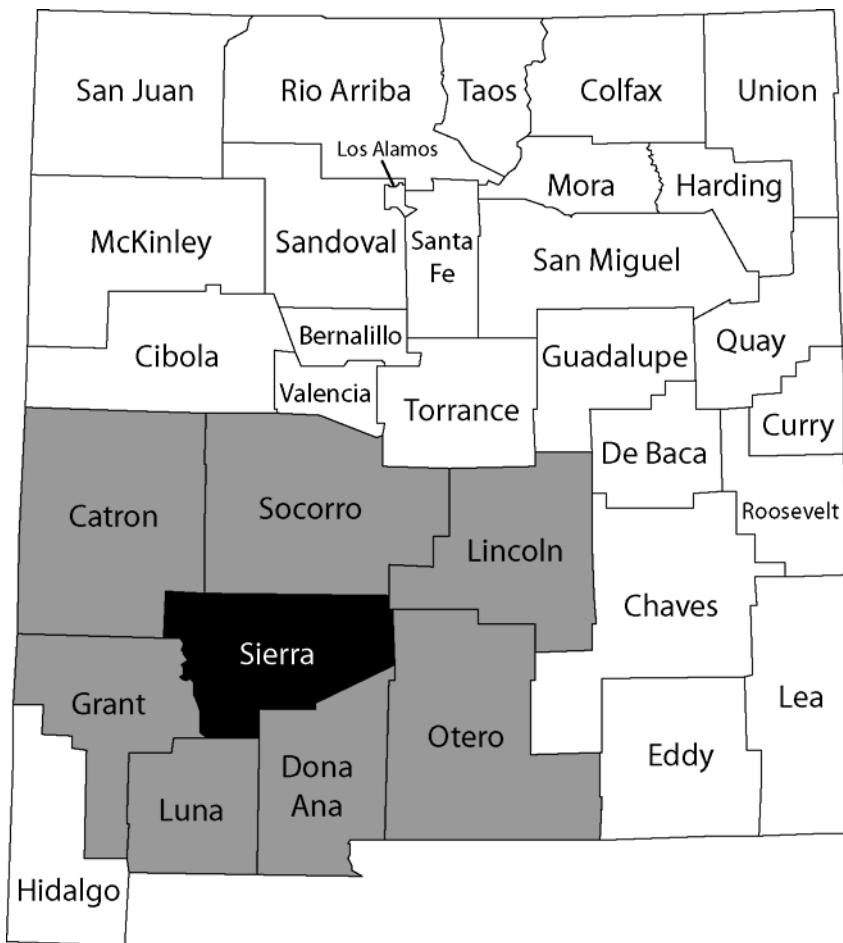 San Juan
Rio Arriba
Taos
Colfax
Union
Los Alamos
Mora
Harding
McKinley
Sandoval
Santa
Fe
San Miguel
Bernalillo
Cibola
Guadalupe
Quay
Valencia
Torrance
Curry
De Baca
Catron
Socorro
Roosevelt
Lincoln
Chaves
Sierra
Grant
Lea
Otero
Eddy
Dona
Ana
Luna
Hidalgo